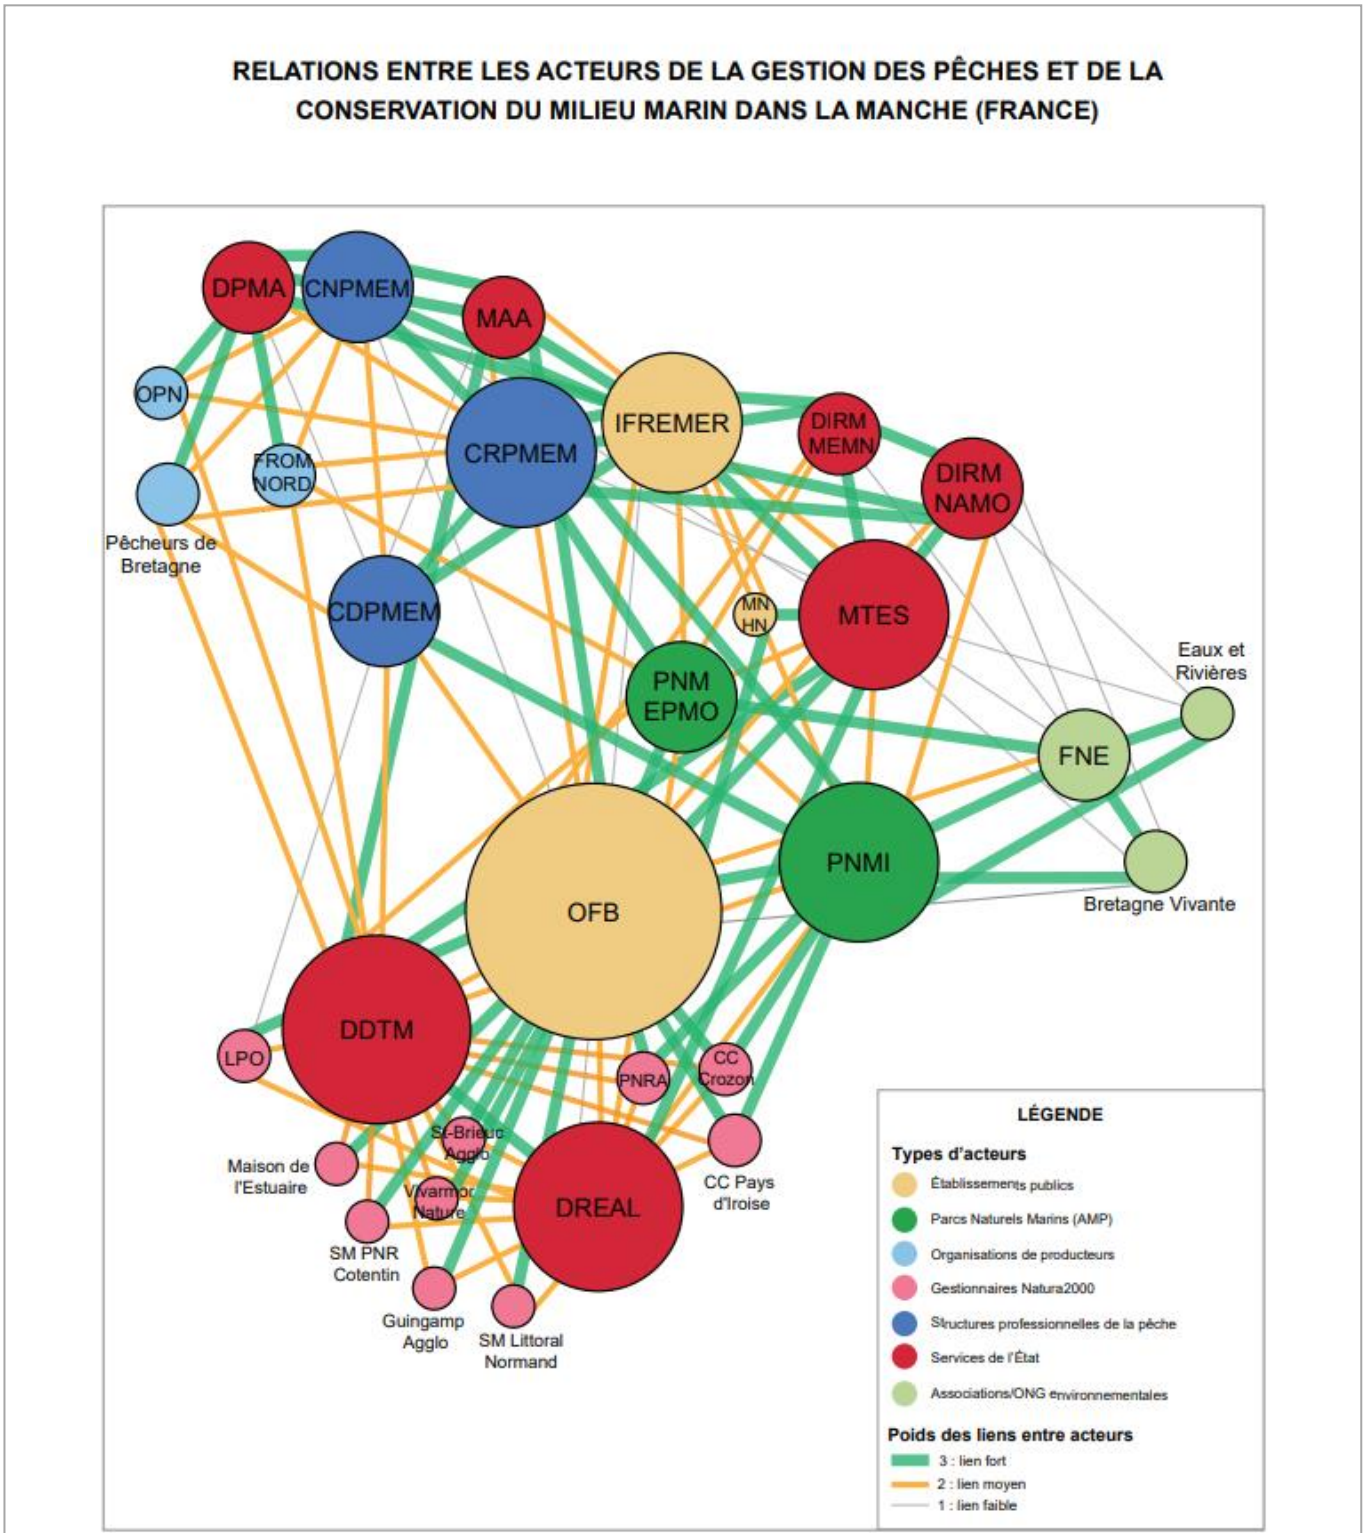 RELATIONS ENTRE LES ACTEURS DE LA GESTION DES PÊCHES ET DE LA
CONSERVATION DU MILIEU MARIN DANS LA MANCHE (FRANCE)
DPMA
CNPMEM
MAA
OPN
CRPMEM
IFREMER
DIRM
MEMN
DIRM
NAMO
FROM
NORD
Pêcheurs de
Bretagne
CDPMEM
MN
HN
MTES
PNM
EPMO
Eaux et
Rivières
FNE
PNMI
Bretagne Vivante
OFB
DDTM
LPO
PNRA
CC
Crozon
St-Brieuc
Agglo
Maison de
l'Estuaire
Vivarmor
Nature
DREAL
CC Pays
d'Iroise
SM PNR
Cotentin
Guingamp
Agglo
SM Littoral
Normand
LÉGENDE
Types d'acteurs
Établissements publics
Parcs Naturels Marins (AMP)
Organisations de producteurs
Gestionnaires Natura2000
Structures professionnelles de la pêche
Services de l'État
Associations/ONG environnementales
Poids des liens entre acteurs
3 : lien fort
2 : lien moyen
1 : lien faible